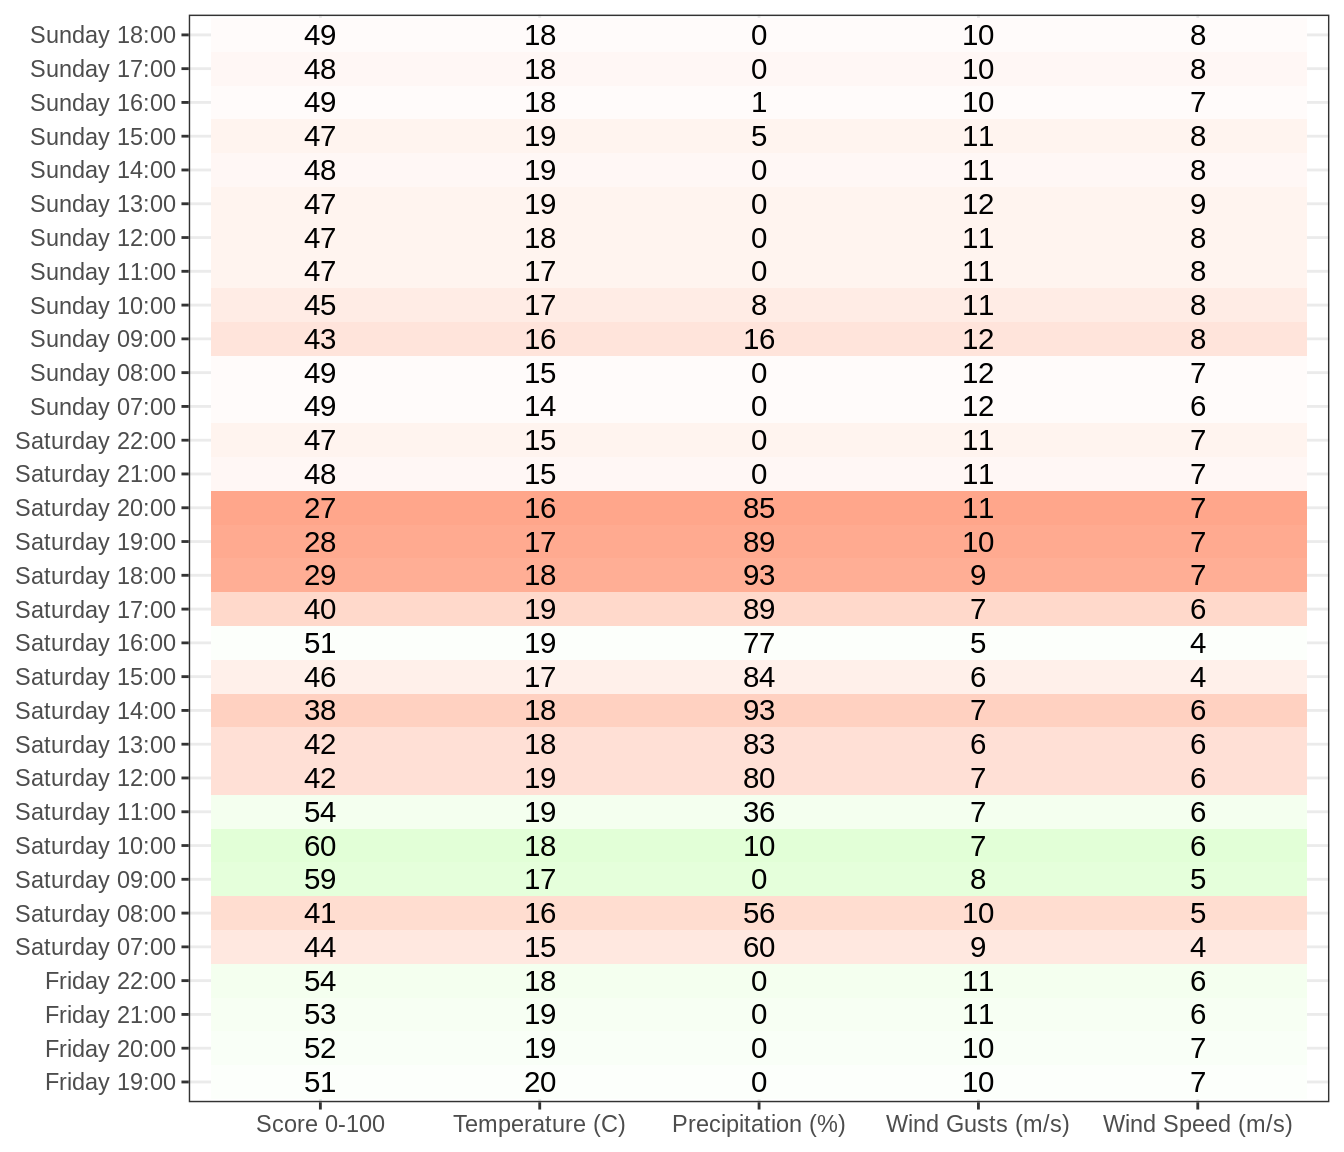 Sunday 18:00 49 18 0 10 8
Sunday 17:00 48 18 0 10 8
Sunday 16:00 49 18 1 10 7
Sunday 15:00 47 19 5 11 8
Sunday 14:00 48 19 0 11 8
Sunday 13:00 47 19 0 12 9
Sunday 12:00 47 18 0 11 8
Sunday 11:00 47 17 0 11 8
Sunday 10:00 45 17 8 11 8
Sunday 09:00 43 16 16 12 8
Sunday 08:00 49 15 0 12 7
Sunday 07:00 49 14 0 12 6
Saturday 22:00 47 15 0 11 7
Saturday 21:00 48 15 0 11 7
Saturday 20:00 27 16 85 11 7
Saturday 19:00 28 17 89 10 7
Saturday 18:00 29 18 93 9 7
Saturday 17:00 40 19 89 7 6
Saturday 16:00 51 19 77 5 4
Saturday 15:00 46 17 84 6 4
Saturday 14:00 38 18 93 7 6
Saturday 13:00 42 18 83 6 6
Saturday 12:00 42 19 80 7 6
Saturday 11:00 54 19 36 7 6
Saturday 10:00 60 18 10 7 6
Saturday 09:00 59 17 0 8 5
Saturday 08:00 41 16 56 10 5
Saturday 07:00 44 15 60 9 4
Friday 22:00 54 18 0 11 6
Friday 21:00 53 19 0 11 6
Friday 20:00 52 19 0 10 7
Friday 19:00 51 20 0 10 7
Score 0-100 Temperature (C) Precipitation (%) Wind Gusts (m/s) Wind Speed (m/s)